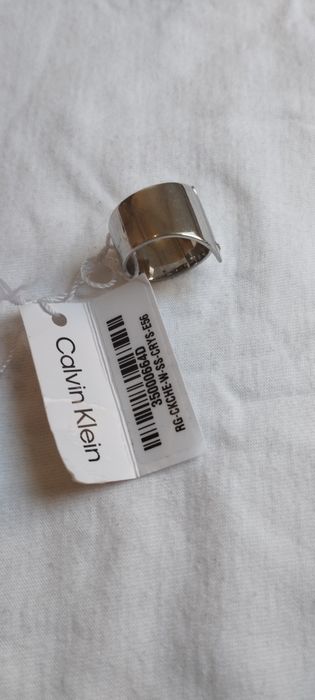 Calvin Klein
35000664D
RG-CKCHE-W-SS-CRYS-E56